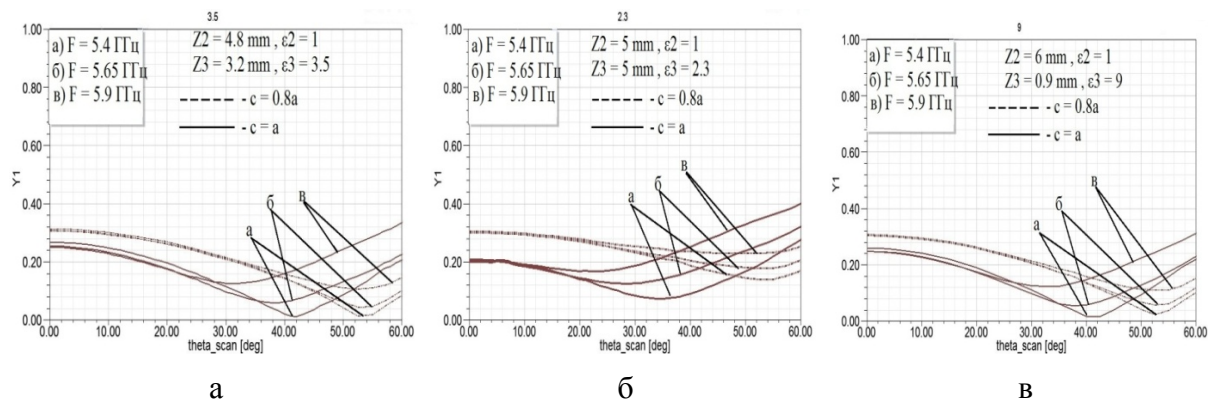 3.5
1.00
0.80
0.60
0.40
0.20
0.00
Y1
а) F = 5.4 ГГц
б) F = 5.65 ГГц
в) F = 5.9 ГГц
Z2 = 4.8 mm , ε2 = 1
Z3 = 3.2 mm , ε3 = 3.5
- c = 0.8a
- c = a
а
б
в
0.00 10.00 20.00 30.00 40.00 50.00 60.00
theta_scan [deg]
а
2.3
1.00
0.80
0.60
0.40
0.20
0.00
Y1
а) F = 5.4 ГГц
б) F = 5.65 ГГц
в) F = 5.9 ГГц
Z2 = 5 mm , ε2 = 1
Z3 = 5 mm , ε3 = 2.3
- c = 0.8a
- c = a
а
б
в
0.00 10.00 20.00 30.00 40.00 50.00 60.00
theta_scan [deg]
б
9
1.00
0.80
0.60
0.40
0.20
0.00
Y1
а) F = 5.4 ГГц
б) F = 5.65 ГГц
в) F = 5.9 ГГц
Z2 = 6 mm , ε2 = 1
Z3 = 0.9 mm , ε3 = 9
- c = 0.8a
- c = a
а
б
в
0.00 10.00 20.00 30.00 40.00 50.00 60.00
theta_scan [deg]
в